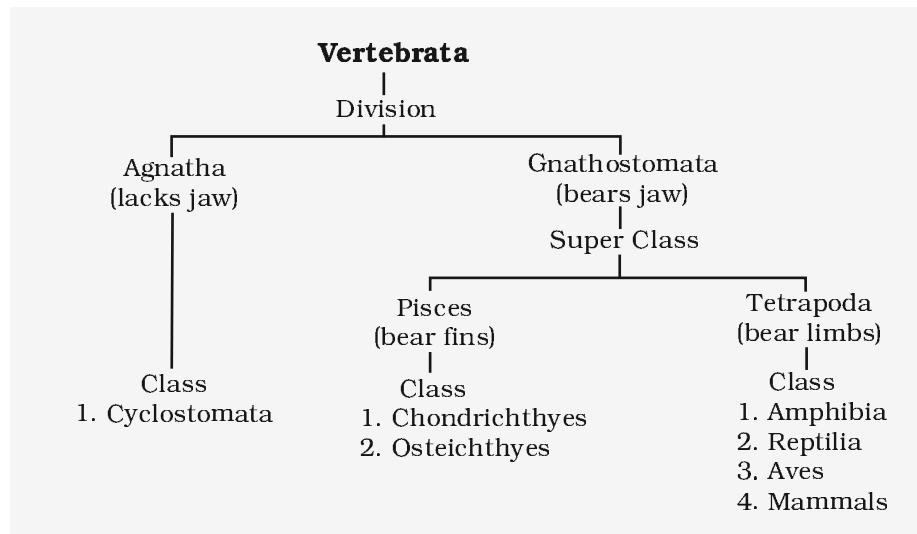 Vertebrata
Division
Agnatha
(lacks jaw)
Gnathostomata
(bears jaw)
Super Class
Pisces
(bear fins)
Tetrapoda
(bear limbs)
Class
1. Cyclostomata
Class
1. Chondrichthyes
2. Osteichthyes
Class
1. Amphibia
2. Reptilia
3. Aves
4. Mammals